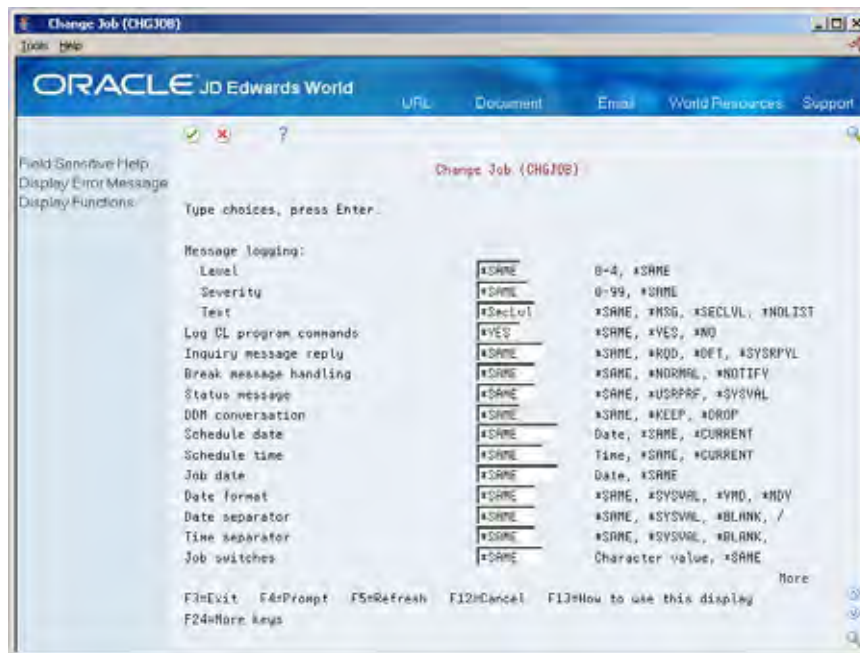 Change Job (CHGJOB)
Tools Help
ORACLE JD Edwards World
URL Document Email World Resources Support
?
Field Sensitive Help
Display Error Message
Display Functions
Change Job (CHGJOB)
Type choices, press Enter.
Message logging:
Level *SAME 0-4, *SAME
Severity *SAME 0-99, *SAME
Text *SecLvl *SAME, *MSG, *SECLVL, *NOLIST
Log CL program commands *YES *SAME, *YES, *NO
Inquiry message reply *SAME *SAME, *RQD, *DFT, *SYSRPYL
Break message handling *SAME *SAME, *NORMAL, *NOTIFY
Status message *SAME *SAME, *USRPRF, *SYSVAL
DDM conversation *SAME *SAME, *KEEP, *DROP
Schedule date *SAME Date, *SAME, *CURRENT
Schedule time *SAME Time, *SAME, *CURRENT
Job date *SAME Date, *SAME
Date format *SAME *SAME, *SYSVAL, *YMD, *MDY
Date separator *SAME *SAME, *SYSVAL, *BLANK, /
Time separator *SAME *SAME, *SYSVAL, *BLANK,
Job switches *SAME Character value, *SAME
More
F3=Exit F4=Prompt F5=Refresh F12=Cancel F13=How to use this display
F24=More keys